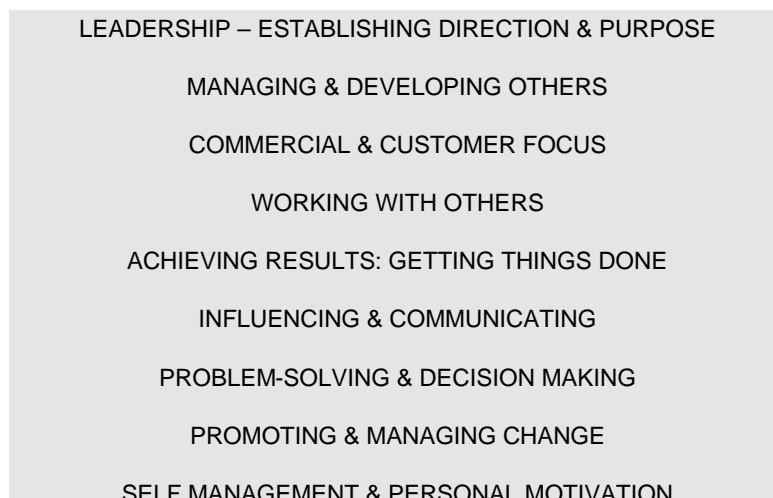 LEADERSHIP – ESTABLISHING DIRECTION & PURPOSE
MANAGING & DEVELOPING OTHERS
COMMERCIAL & CUSTOMER FOCUS
WORKING WITH OTHERS
ACHIEVING RESULTS: GETTING THINGS DONE
INFLUENCING & COMMUNICATING
PROBLEM-SOLVING & DECISION MAKING
PROMOTING & MANAGING CHANGE
SELF MANAGEMENT & PERSONAL MOTIVATION